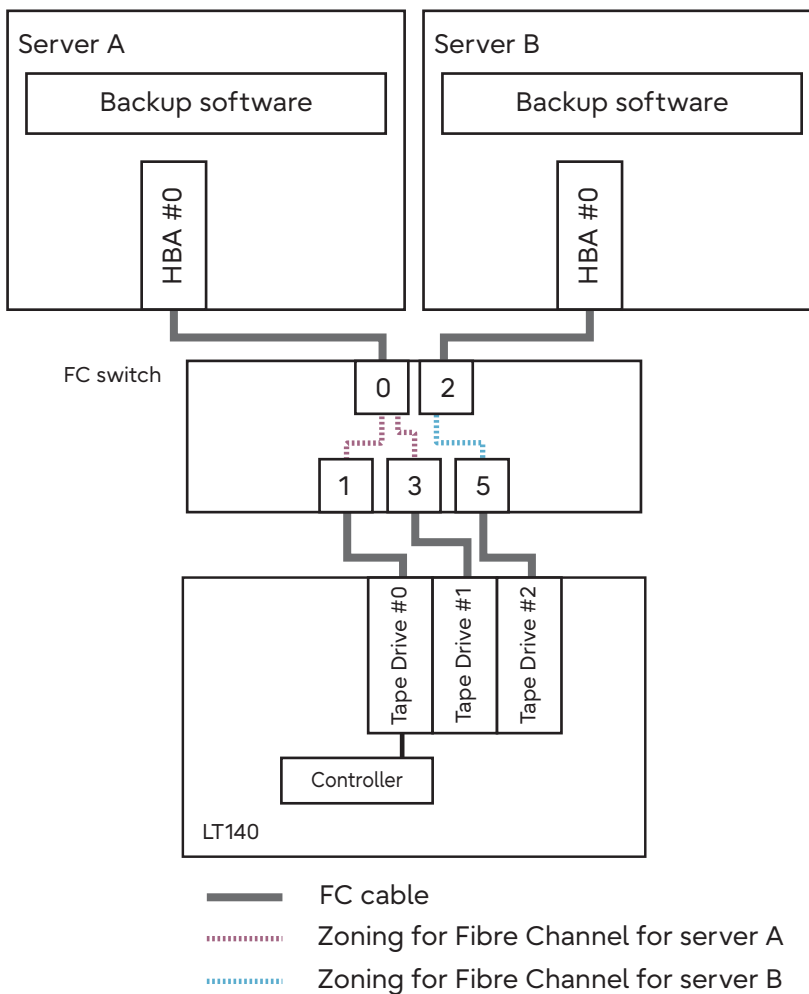 Server A
Server B
Backup software
Backup software
HBA #0
HBA #0
FC switch
0
2
1
3
5
Tape Drive #0
Tape Drive #1
Tape Drive #2
Controller
LT140
FC cable
Zoning for Fibre Channel for server A
Zoning for Fibre Channel for server B